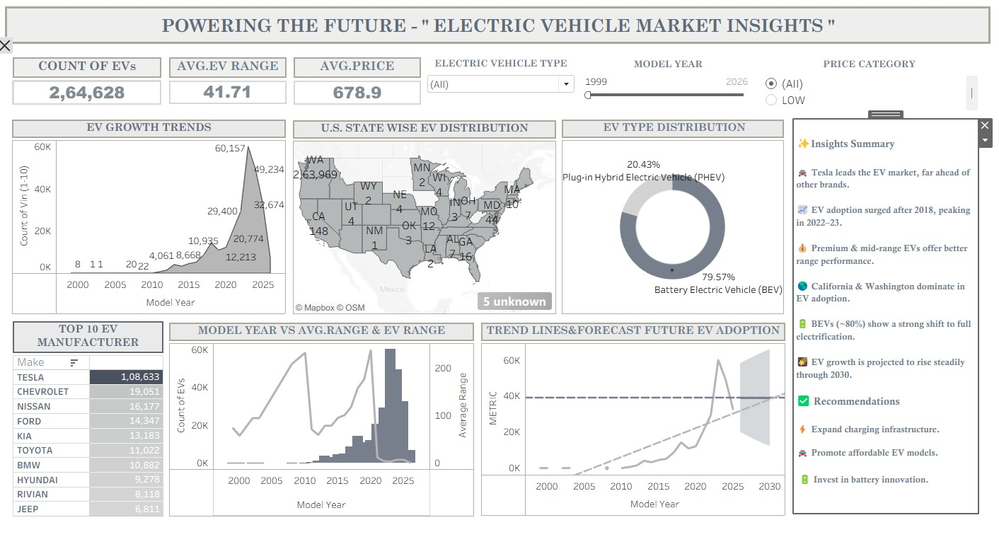 POWERING THE FUTURE - " ELECTRIC VEHICLE MARKET INSIGHTS "
COUNT OF EVs
2,64,628
AVG.EV RANGE
41.71
AVG.PRICE
678.9
ELECTRIC VEHICLE TYPE
(All)
MODEL YEAR
1999
2026
PRICE CATEGORY
(All)
LOW
EV GROWTH TRENDS
Count of Vin (1-10)
60K
40K
20K
0K
8
1 1
20
22
4,061
8,668
10,935
29,400
60,157
49,234
32,674
20,774
12,213
2000 2005 2010 2015 2020 2025
Model Year
U.S. STATE WISE EV DISTRIBUTION
WA
2,63,969
MN
2
WI
4
WY
2
NE
4
MA
10
IN
3
OH
7
UT
4
MO
12
MD
44
CA
148
NM
1
OK
3
AL
7
GA
16
LA
2
Mexico
5 unknown
© Mapbox © OSM
EV TYPE DISTRIBUTION
20.43%
Plug-in Hybrid Electric Vehicle (PHEV)
*
79.57%
Battery Electric Vehicle (BEV)
✨ Insights Summary
🚘 Tesla leads the EV market, far ahead of
other brands.
📈 EV adoption surged after 2018, peaking
in 2022–23.
💰 Premium & mid-range EVs offer better
range performance.
🌎 California & Washington dominate in
EV adoption.
🔋 BEVs (~80%) show a strong shift to full
electrification.
🌠 EV growth is projected to rise steadily
through 2030.
✅ Recommendations
⚡ Expand charging infrastructure.
🚘 Promote affordable EV models.
🔋 Invest in battery innovation.
TOP 10 EV
MANUFACTURER
Make
TESLA 1,08,633
CHEVROLET 19,051
NISSAN 16,177
FORD 14,347
KIA 13,183
TOYOTA 11,022
BMW 10,882
HYUNDAI 9,278
RIVIAN 8,118
JEEP 6,811
MODEL YEAR VS AVG.RANGE & EV RANGE
Count of EVs
60K
40K
20K
0K
200
100
0
Average Range
2000 2005 2010 2015 2020 2025
Model Year
TREND LINES&FORECAST FUTURE EV ADOPTION
METRIC
60K
40K
20K
0K
2000 2005 2010 2015 2020 2025 2030
Model Year